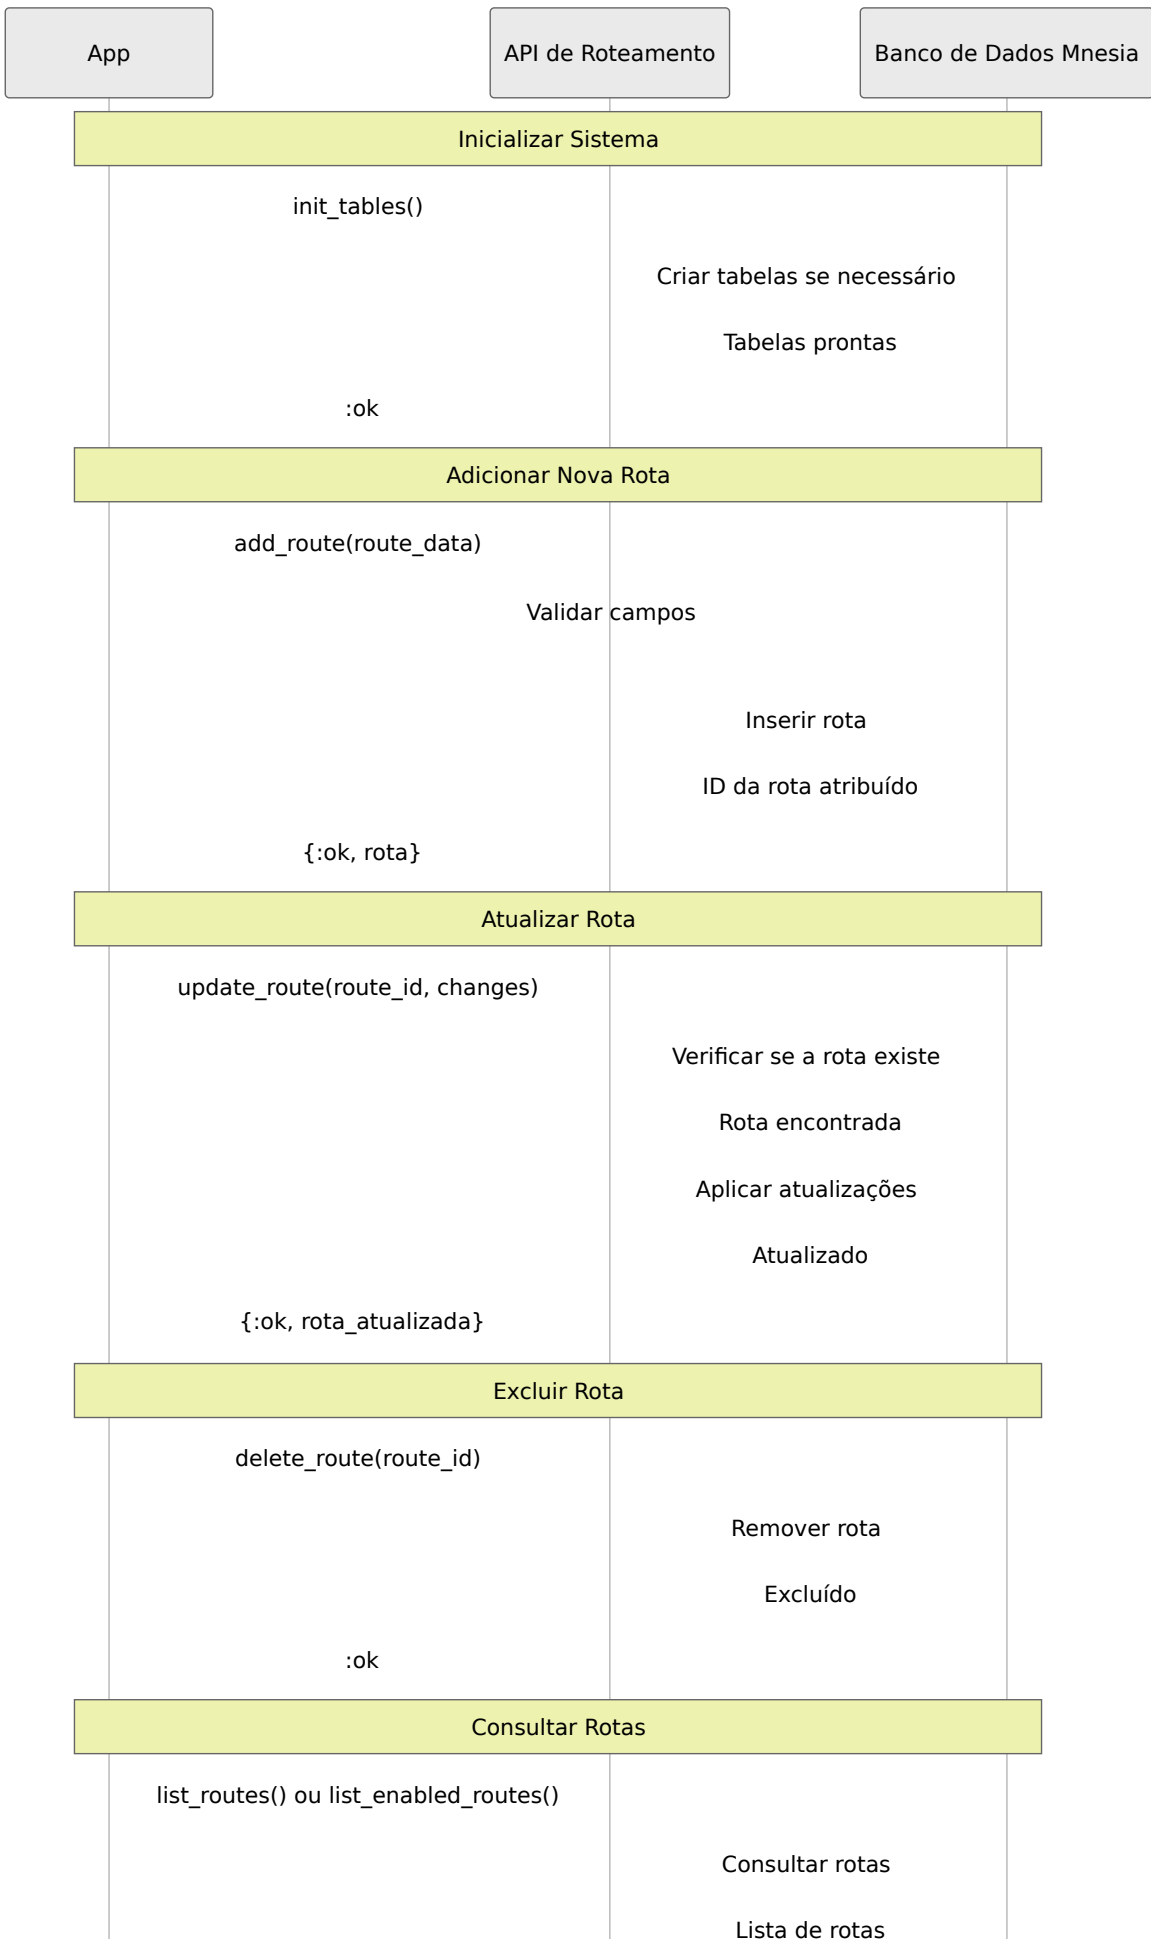 App
API de Roteamento
Banco de Dados Mnesia
Inicializar Sistema
init_tables()
Criar tabelas se necessário
Tabelas prontas
:ok
Adicionar Nova Rota
add_route(route_data)
Validar campos
Inserir rota
ID da rota atribuído
{:ok, rota}
Atualizar Rota
update_route(route_id, changes)
Verificar se a rota existe
Rota encontrada
Aplicar atualizações
Atualizado
{:ok, rota_atualizada}
Excluir Rota
delete_route(route_id)
Remover rota
Excluído
:ok
Consultar Rotas
list_routes() ou list_enabled_routes()
Consultar rotas
Lista de rotas